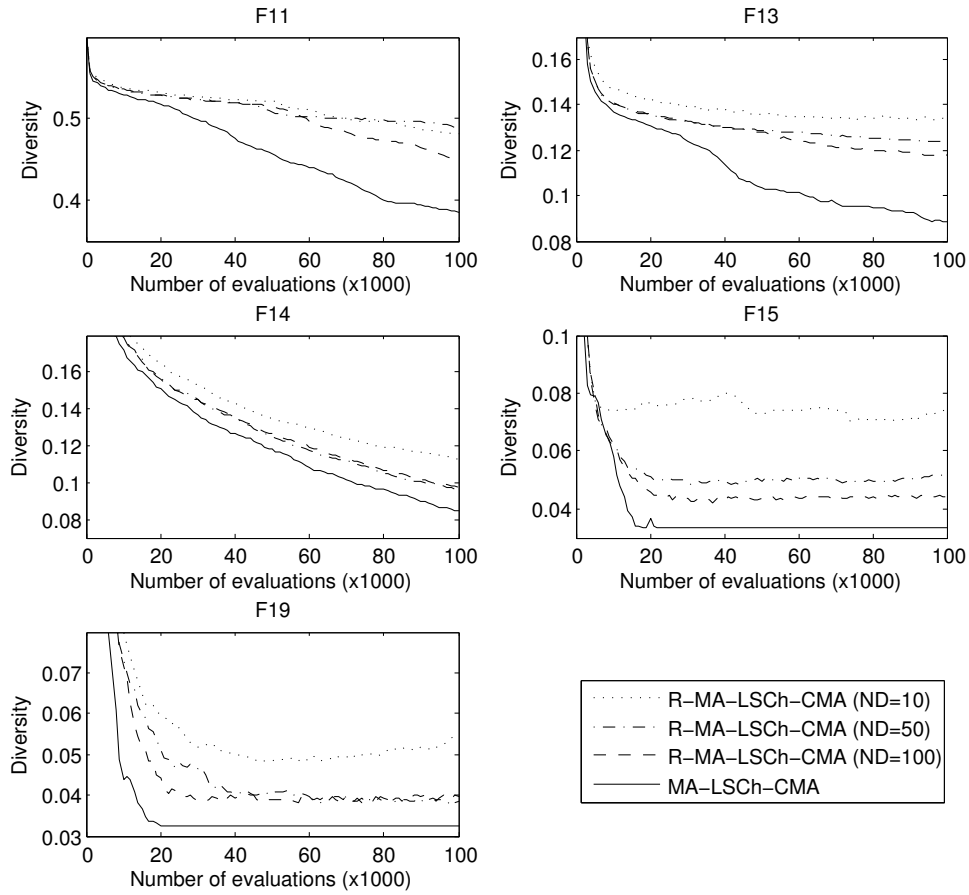 F11
Diversity
0.5
0.4
0 20 40 60 80 100
Number of evaluations (x1000)
F13
Diversity
0.16
0.14
0.12
0.1
0.08
0 20 40 60 80 100
Number of evaluations (x1000)
F14
Diversity
0.16
0.14
0.12
0.1
0.08
0 20 40 60 80 100
Number of evaluations (x1000)
F15
Diversity
0.1
0.08
0.06
0.04
0 20 40 60 80 100
Number of evaluations (x1000)
F19
Diversity
0.07
0.06
0.05
0.04
0.03
0 20 40 60 80 100
Number of evaluations (x1000)
R−MA−LSCh−CMA (ND=10)
R−MA−LSCh−CMA (ND=50)
R−MA−LSCh−CMA (ND=100)
MA−LSCh−CMA